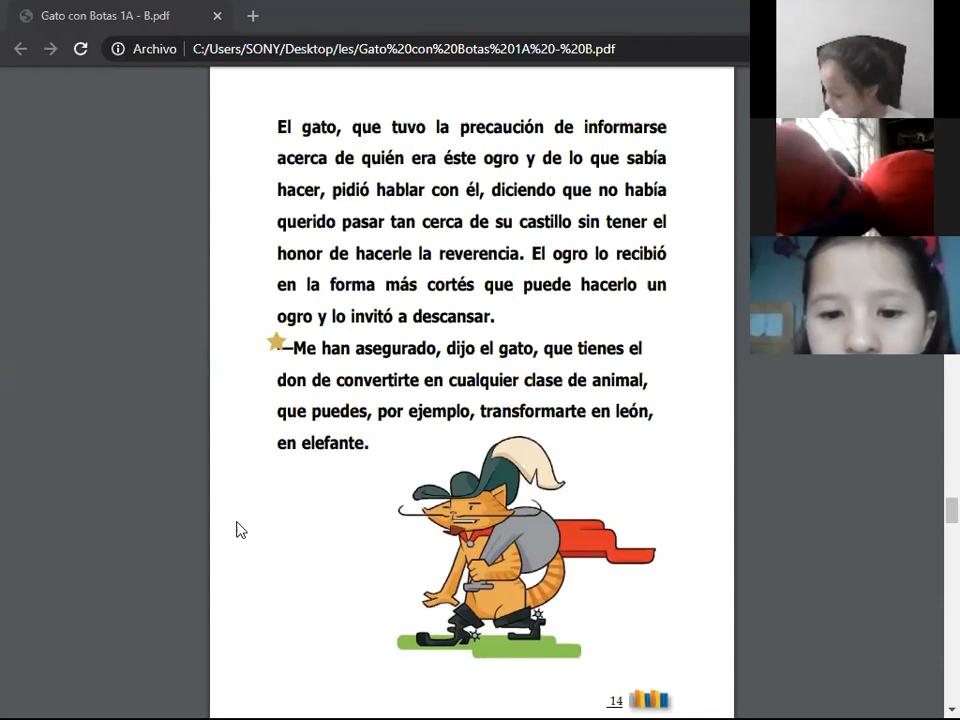 Gato con Botas 1A - B.pdf
Archivo
C:/Users/SONY/Desktop/les/Gato%20con%20Botas%201A%20-%20B.pdf
El gato, que tuvo la precaución de informarse
acerca de quién era éste ogro y de lo que sabía
hacer, pidió hablar con él, diciendo que no había
querido pasar tan cerca de su castillo sin tener el
honor de hacerle la reverencia. El ogro lo recibió
en la forma más cortés que puede hacerlo un
ogro y lo invitó a descansar.
—Me han asegurado, dijo el gato, que tienes el
don de convertirte en cualquier clase de animal,
que puedes, por ejemplo, transformarte en león,
en elefante.
14